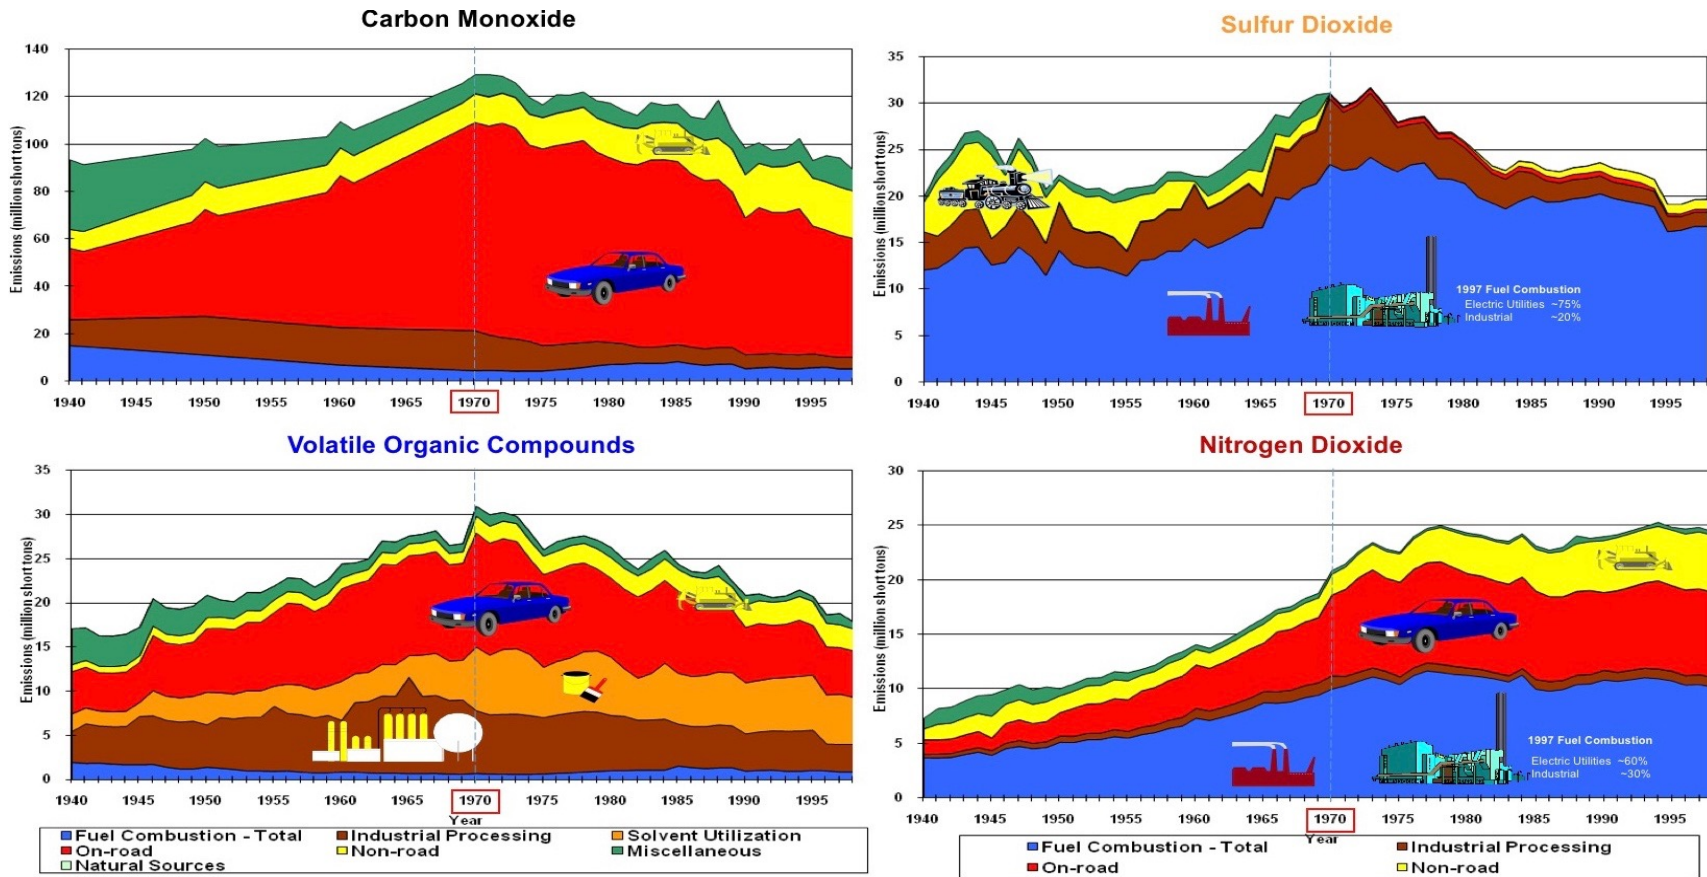 Carbon Monoxide
Emissions (million short tons)
140
120
100
80
60
40
20
0
1940 1945 1950 1955 1960 1965 1970 1975 1980 1985 1990 1995
Sulfur Dioxide
Emissions (million short tons)
35
30
25
20
15
10
5
0
1997 Fuel Combustion
Electric Utilities ~75%
Industrial ~20%
1940 1945 1950 1955 1960 1965 1970 1975 1980 1985 1990 1995
Volatile Organic Compounds
Emissions (million short tons)
35
30
25
20
15
10
5
0
1940 1945 1950 1955 1960 1965 1970 1975 1980 1985 1990 1995
Year
Fuel Combustion - Total Industrial Processing Solvent Utilization
On-road Non-road Miscellaneous
Natural Sources
Nitrogen Dioxide
Emissions (million short tons)
30
25
20
15
10
5
0
1997 Fuel Combustion
Electric Utilities ~60%
Industrial ~30%
1940 1945 1950 1955 1960 1965 1970 1975 1980 1985 1990 1995
Year
Fuel Combustion - Total Industrial Processing
On-road Non-road